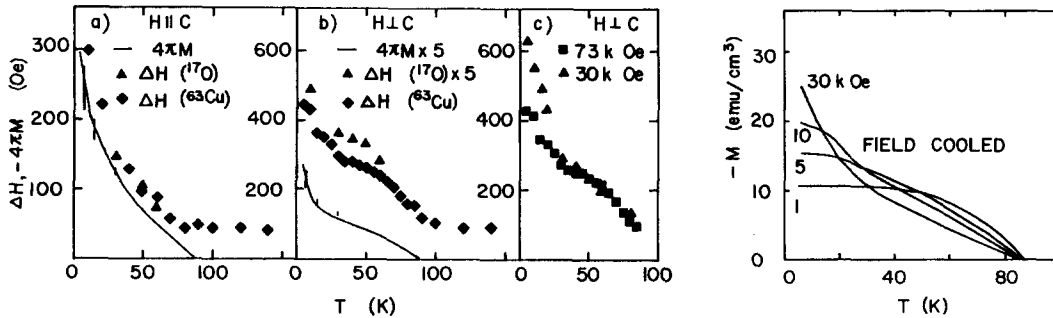 a) H ∥ C
— 4πM
▲ ΔH (¹⁷O)
◆ ΔH (⁶³Cu)
ΔH, - 4πM (Oe)
300
200
100
0 50 100
b) H⊥C
— 4πM x 5
▲ ΔH (¹⁷O) x 5
◆ ΔH (⁶³Cu)
600
400
200
0 50 100
c) H⊥C
■ 73 k Oe
▲ 30 k Oe
600
400
200
0 50 100
T (K)
- M (emu/cm³)
30
20
10
0
30 k Oe
10
5
1
FIELD COOLED
0 40 80
T (K)